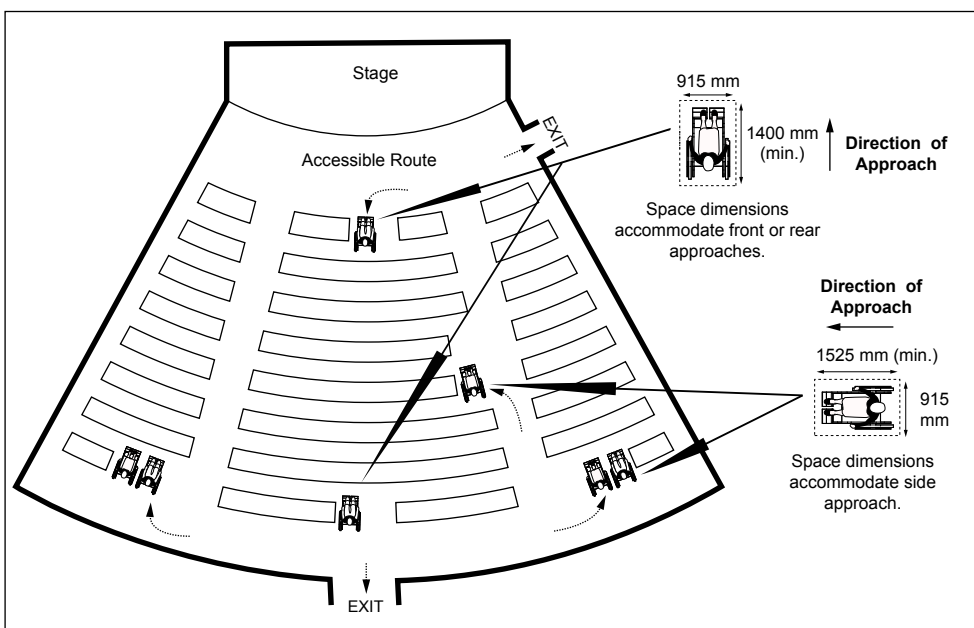 Stage
EXIT
Accessible Route
915 mm
1400 mm
(min.)
Direction of
Approach
Space dimensions
accommodate front or rear
approaches.
Direction of
Approach
1525 mm (min.)
915
mm
Space dimensions
accommodate side
approach.
EXIT